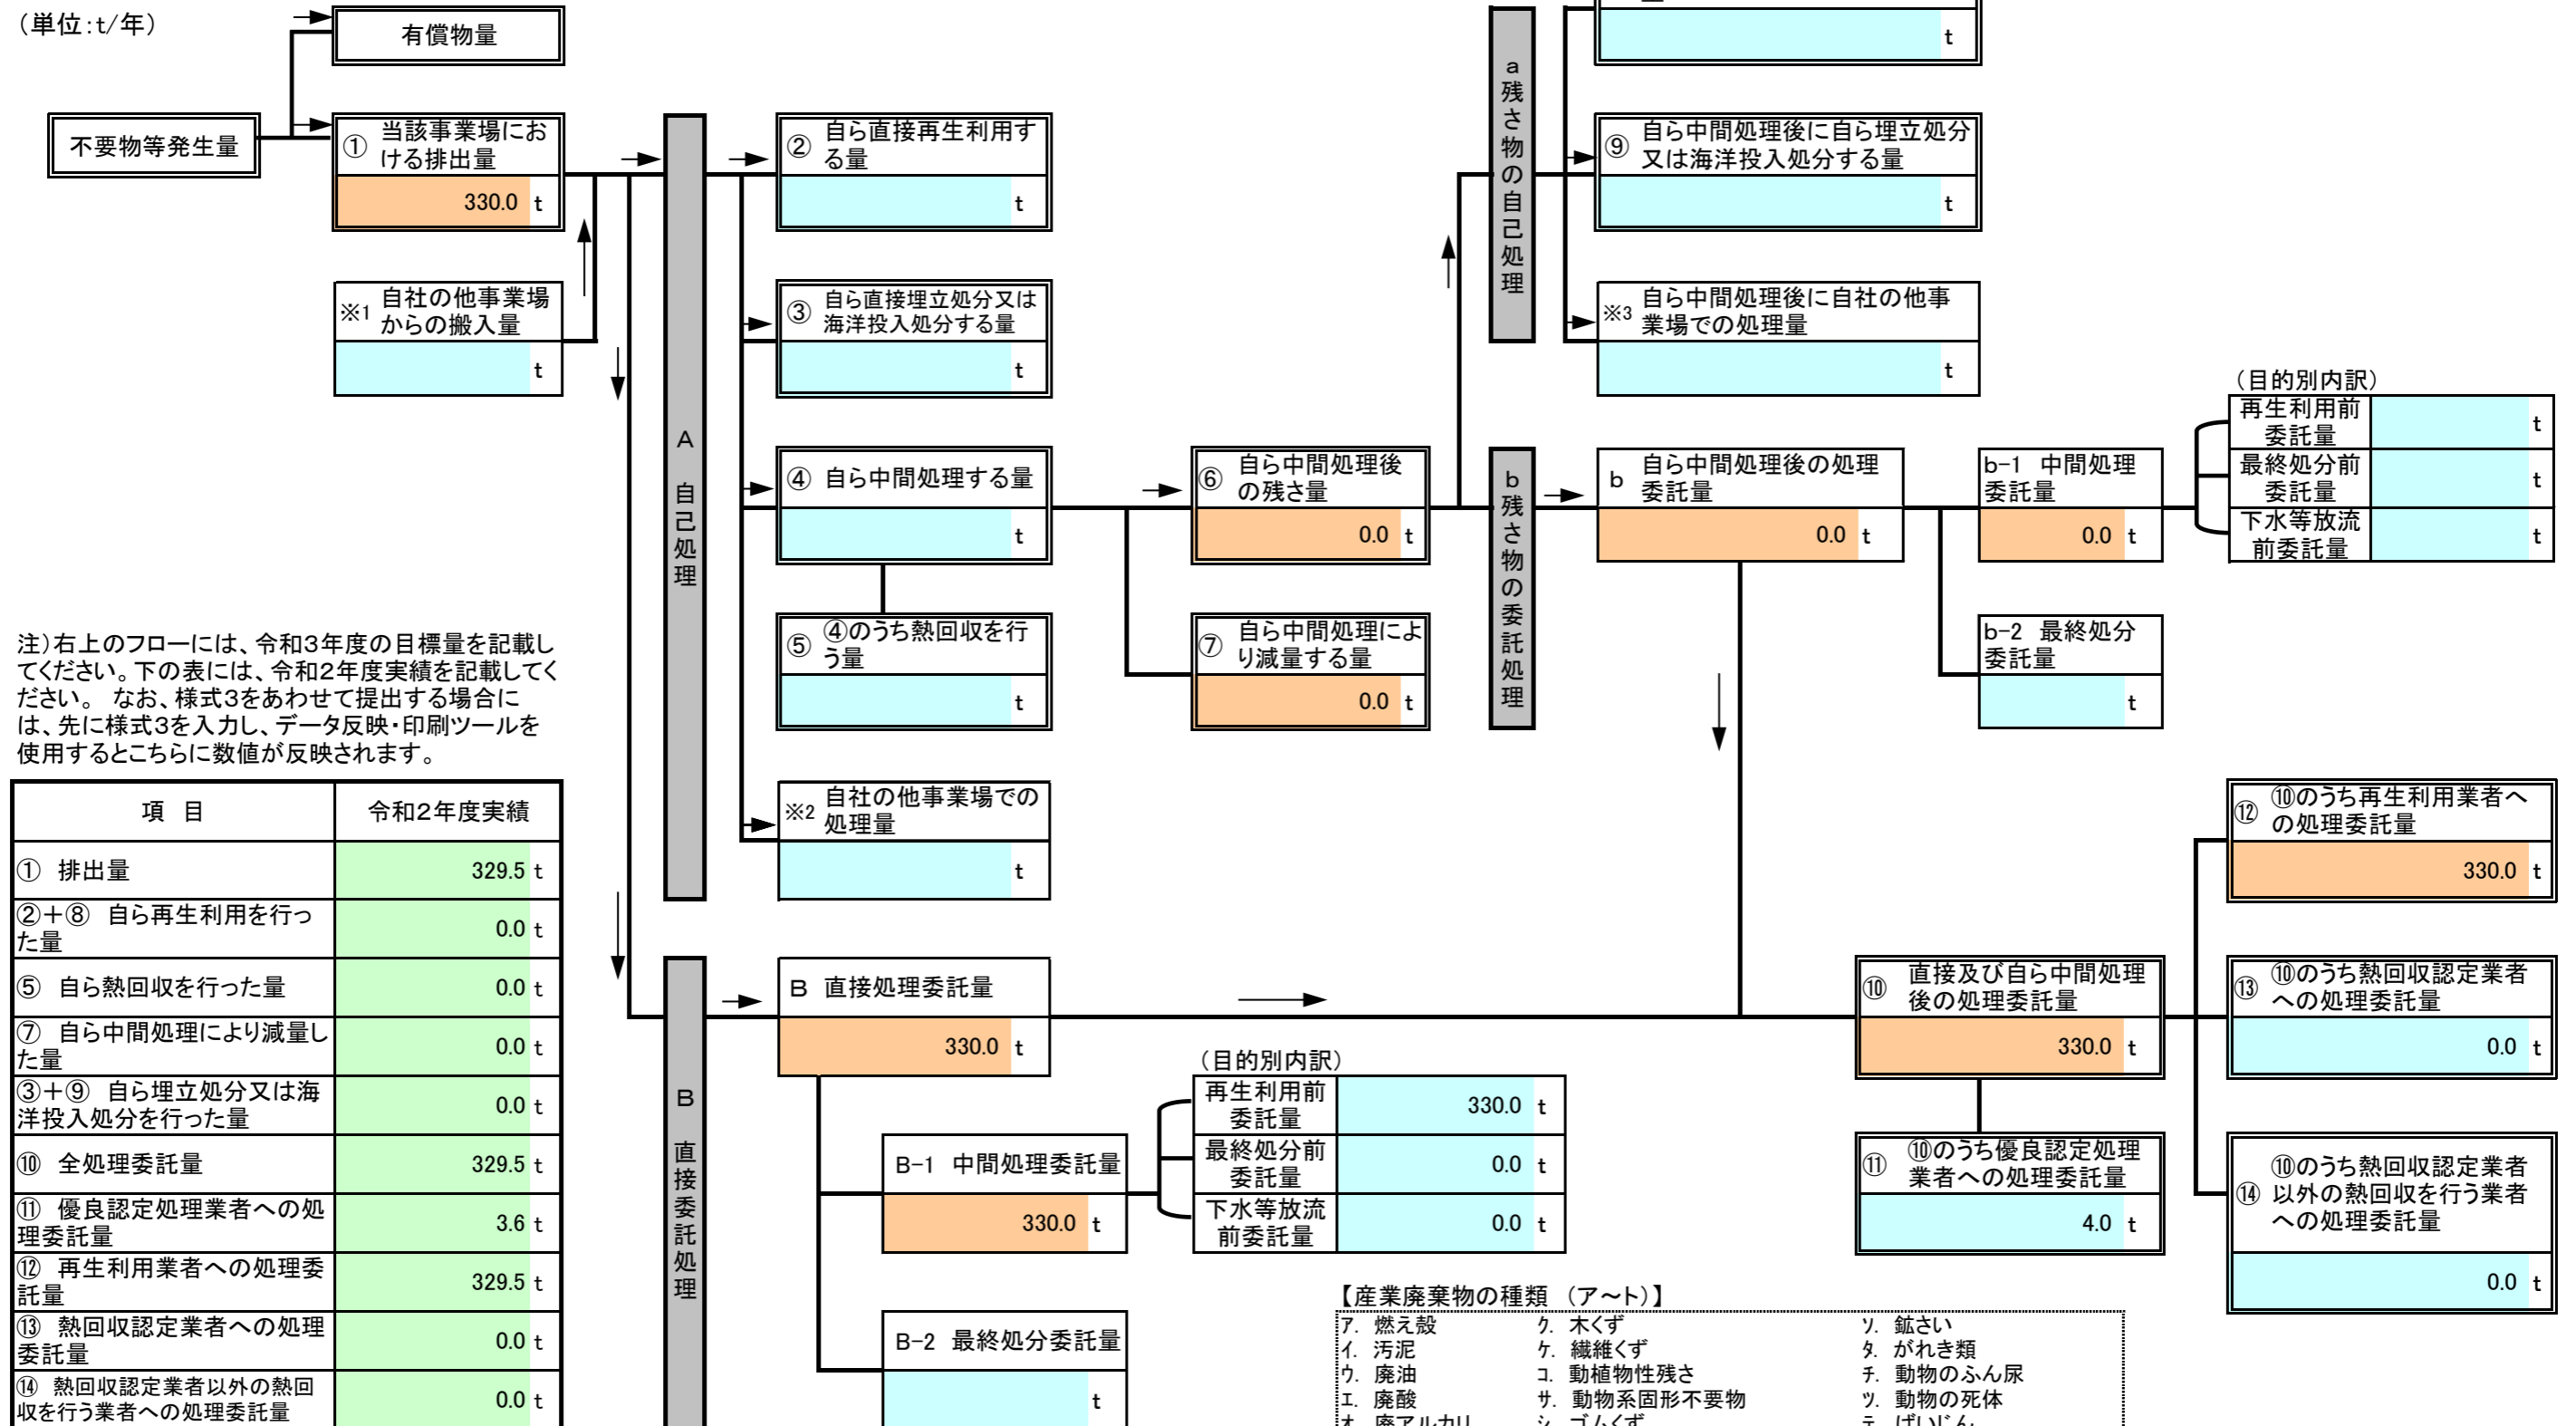 （単位：t/年）
有償物量
t
不要物等発生量
① 当該事業場にお
ける排出量
330.0 t
※1 自社の他事業場
からの搬入量
t
A 自己処理
② 自ら直接再生利用す
る量
t
③ 自ら直接埋立処分又は
海洋投入処分する量
t
④ 自ら中間処理する量
t
⑤ ④のうち熱回収を行
う量
t
※2 自社の他事業場での
処理量
t
⑥ 自ら中間処理後
の残さ量
0.0 t
⑦ 自ら中間処理によ
り減量する量
0.0 t
a 残さ物の自己処理
⑨ 自ら中間処理後に自ら埋立処分
又は海洋投入処分する量
t
※3 自ら中間処理後に自社の他事
業場での処理量
t
b 残さ物の委託処理
b 自ら中間処理後の処理
委託量
0.0 t
b-1 中間処理
委託量
0.0 t
b-2 最終処分
委託量
t
（目的別内訳）
再生利用前
委託量
t
最終処分前
委託量
t
下水等放流
前委託量
t
注）右上のフローには、令和3年度の目標量を記載し
てください。下の表には、令和2年度実績を記載してく
ださい。 なお、様式3をあわせて提出する場合に
は、先に様式3を入力し、データ反映・印刷ツールを
使用するとこちらに数値が反映されます。
項 目 令和2年度実績
① 排出量 329.5 t
②＋⑧ 自ら再生利用を行っ
た量 0.0 t
⑤ 自ら熱回収を行った量 0.0 t
⑦ 自ら中間処理により減量し
た量 0.0 t
③＋⑨ 自ら埋立処分又は海
洋投入処分を行った量 0.0 t
⑩ 全処理委託量 329.5 t
⑪ 優良認定処理業者への処
理委託量 3.6 t
⑫ 再生利用業者への処理委
託量 329.5 t
⑬ 熱回収認定業者への処理
委託量 0.0 t
⑭ 熱回収認定業者以外の熱回
収を行う業者への処理委託量 0.0 t
B 直接委託処理
B 直接処理委託量
330.0 t
B-1 中間処理委託量
330.0 t
B-2 最終処分委託量
t
（目的別内訳）
再生利用前
委託量
330.0 t
最終処分前
委託量
0.0 t
下水等放流
前委託量
0.0 t
⑩ 直接及び自ら中間処理
後の処理委託量
330.0 t
⑪ ⑩のうち優良認定処理
業者への処理委託量
4.0 t
⑫ ⑩のうち再生利用業者へ
の処理委託量
330.0 t
⑬ ⑩のうち熱回収認定業者
への処理委託量
0.0 t
⑭ ⑩のうち熱回収認定業者
以外の熱回収を行う業者
への処理委託量
0.0 t
【産業廃棄物の種類 （ア～ト）】
ア. 燃え殻 ク. 木くず ソ. 鉱さい
イ. 汚泥 ケ. 繊維くず タ. がれき類
ウ. 廃油 コ. 動植物性残さ チ. 動物のふん尿
エ. 廃酸 サ. 動物系固形不要物 ツ. 動物の死体
オ. 廃アルカリ シ. ゴムくず テ. ばいじん